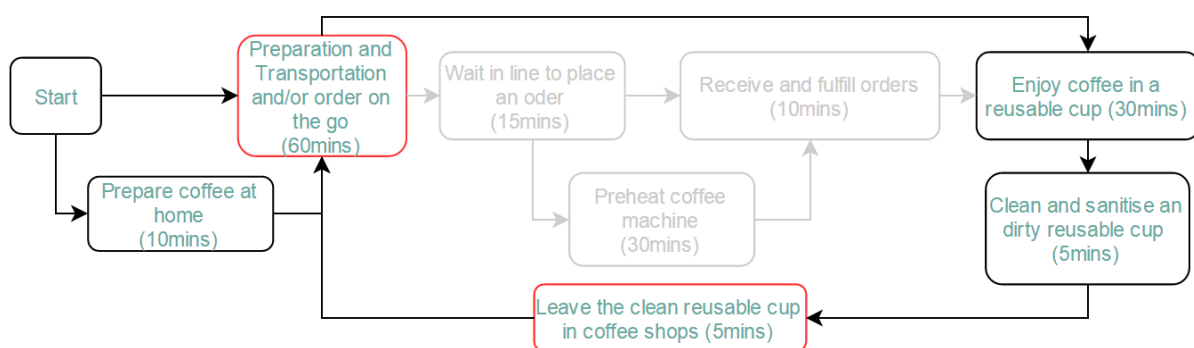 Start
Preparation and
Transportation
and/or order on
the go
(60mins)
Wait in line to place
an oder
(15mins)
Receive and fulfill orders
(10mins)
Enjoy coffee in a
reusable cup (30mins)
Prepare coffee at
home
(10mins)
Preheat coffee
machine
(30mins)
Clean and sanitise an
dirty reusable cup
(5mins)
Leave the clean reusable cup
in coffee shops (5mins)